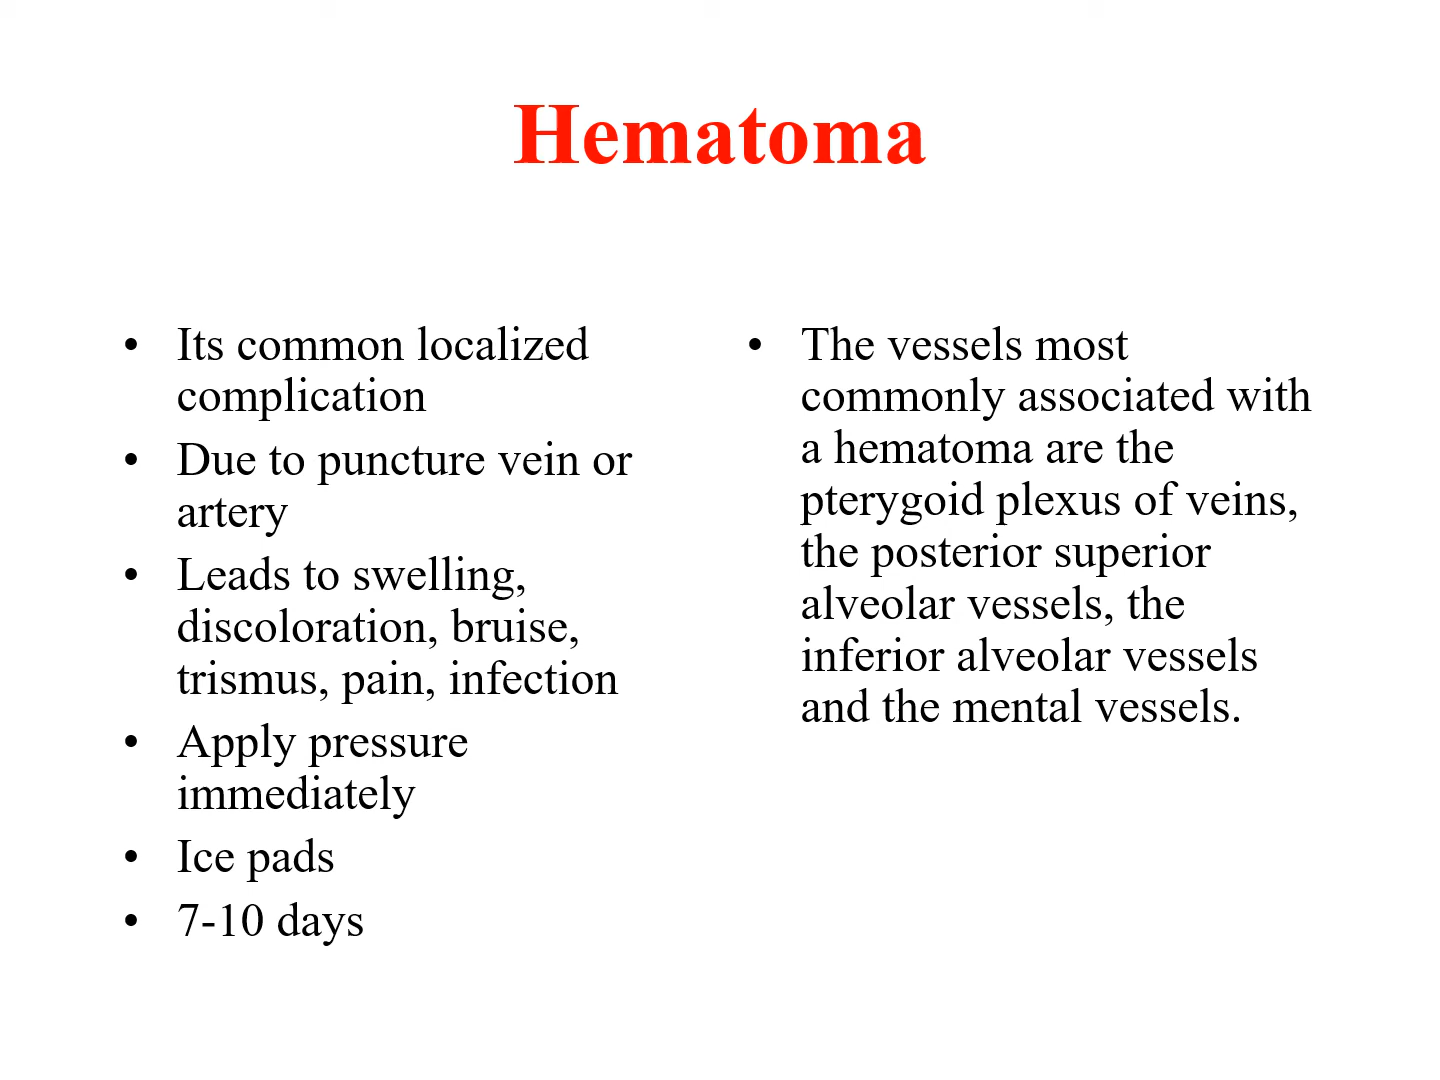 Hematoma
• Its common localized
complication
• Due to puncture vein or
artery
• Leads to swelling,
discoloration, bruise,
trismus, pain, infection
• Apply pressure
immediately
• Ice pads
• 7-10 days
• The vessels most
commonly associated with
a hematoma are the
pterygoid plexus of veins,
the posterior superior
alveolar vessels, the
inferior alveolar vessels
and the mental vessels.